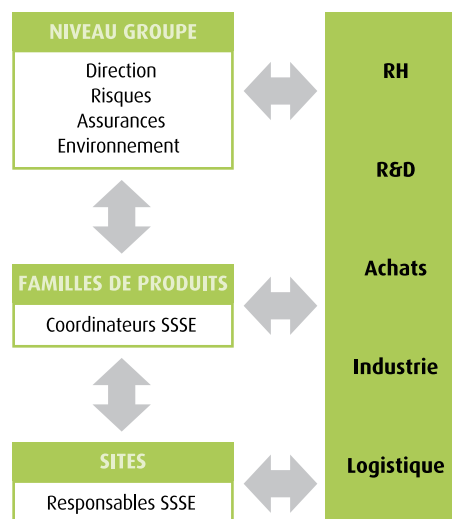 NIVEAU GROUPE
Direction
Risques
Assurances
Environnement
FAMILLES DE PRODUITS
Coordinateurs SSSE
SITES
Responsables SSSE
RH
R&D
Achats
Industrie
Logistique